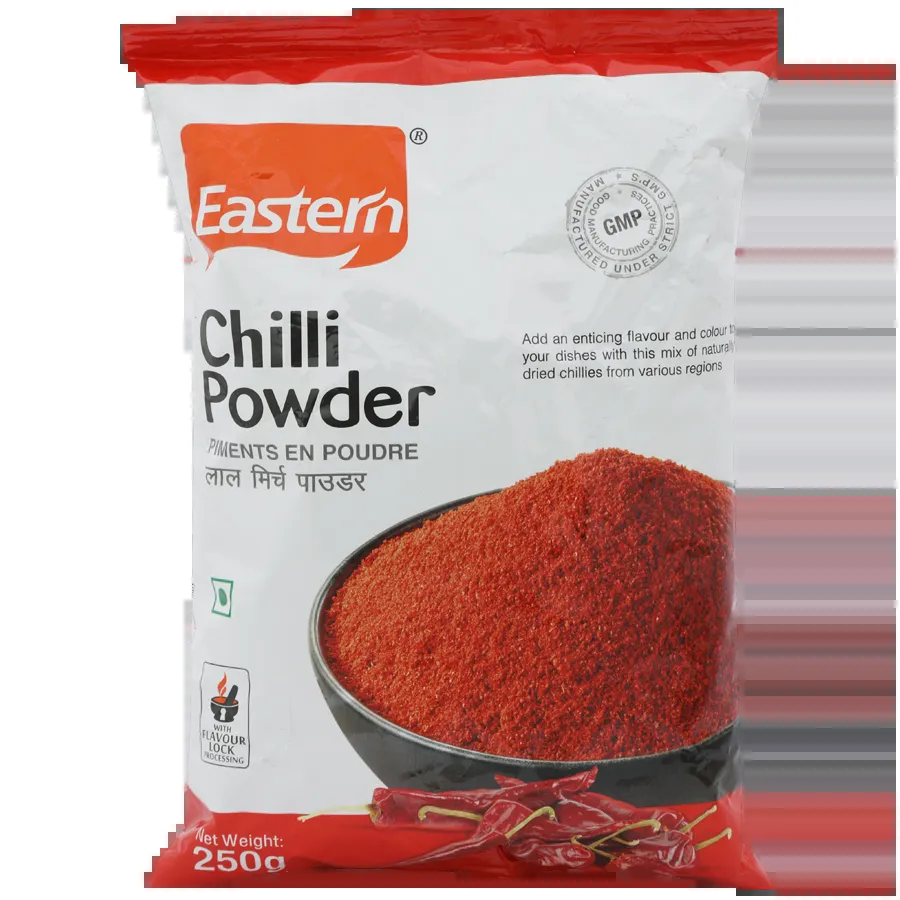 Eastern®
MANUFACTURED UNDER STRICT GMP'S
GOOD MANUFACTURING PRACTICES
GMP
Chilli
Powder
PIMENTS EN POUDRE
लाल मिर्च पाउडर
Add an enticing flavour and colour to
your dishes with this mix of naturally
dried chillies from various regions
WITH
FLAVOUR
LOCK
PROCESSING
Net Weight:
250g